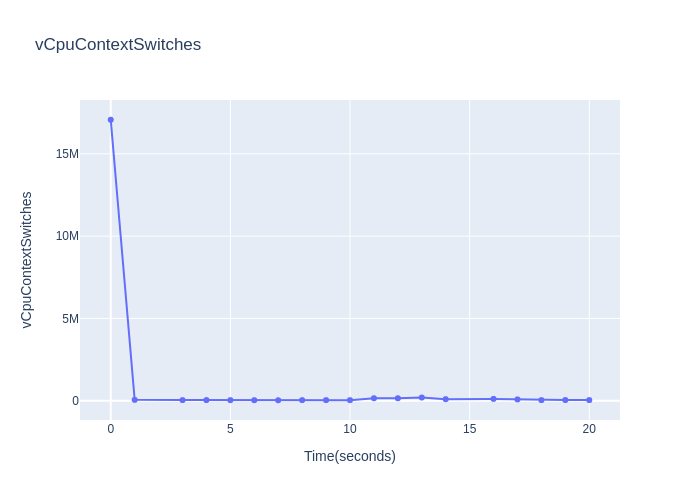 vCpuContextSwitches
vCpuContextSwitches
15M
10M
5M
0
0
5
10
15
20
Time(seconds)